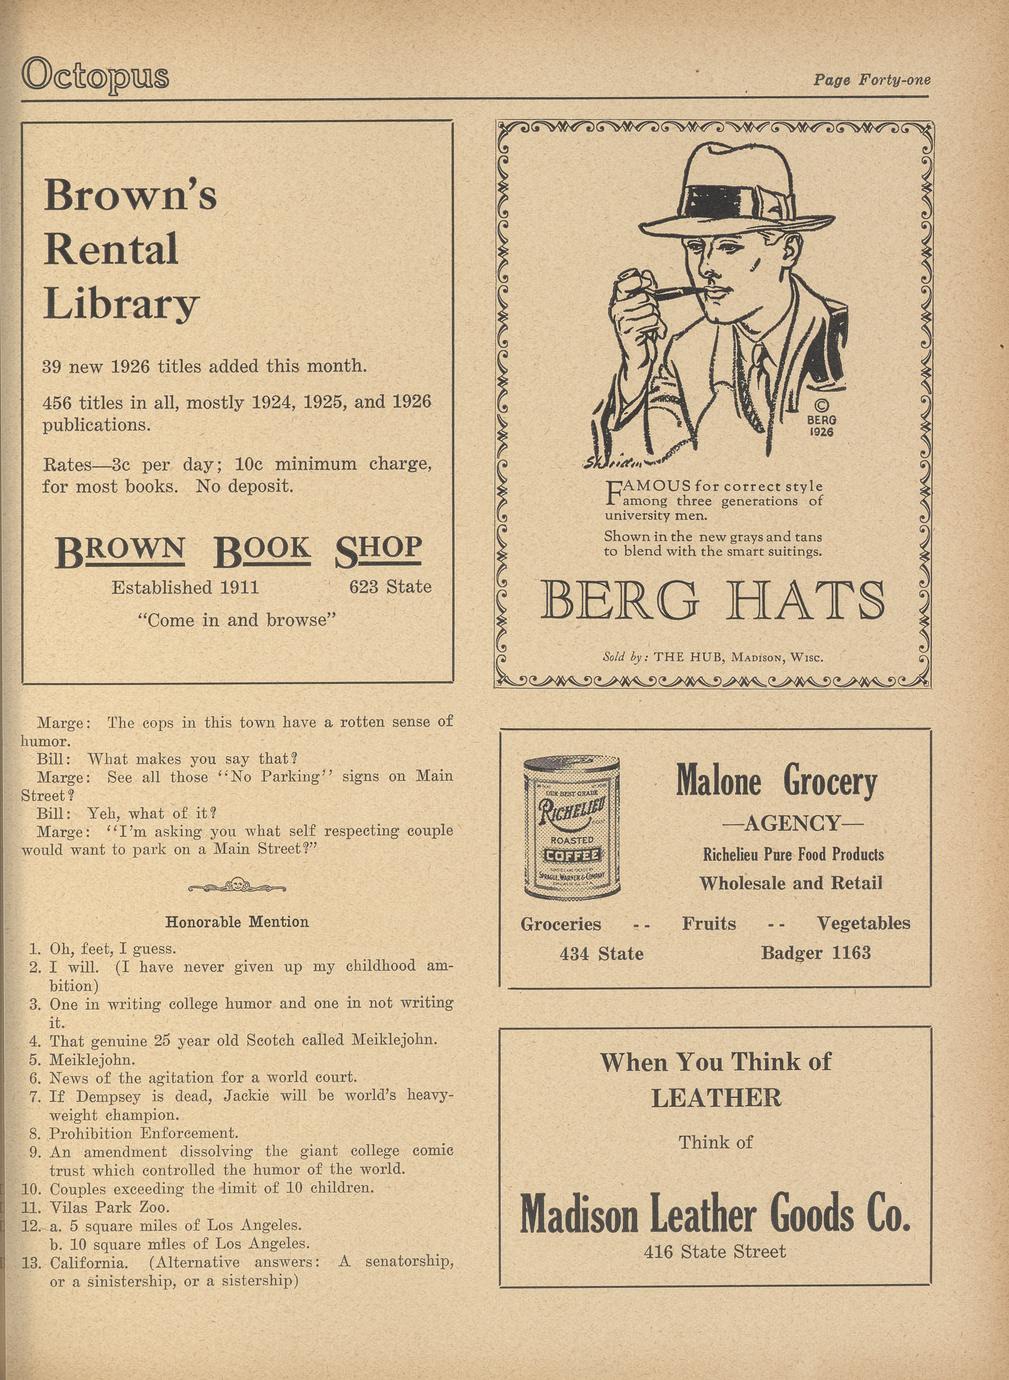 Octopus
Page Forty-one
Brown's
Rental
Library
39 new 1926 titles added this month.
456 titles in all, mostly 1924, 1925, and 1926
publications.
Rates—3c per day; 10c minimum charge,
for most books. No deposit.
BROWN BOOK SHOP
Established 1911 623 State
"Come in and browse"
Marge: The cops in this town have a rotten sense of
humor.
Bill: What makes you say that?
Marge: See all those "No Parking" signs on Main
Street?
Bill: Yeh, what of it?
Marge: "I'm asking you what self respecting couple
would want to park on a Main Street?"
Honorable Mention
1. Oh, feet, I guess.
2. I will. (I have never given up my childhood am-
bition)
3. One in writing college humor and one in not writing
it.
4. That genuine 25 year old Scotch called Meiklejohn.
5. Meiklejohn.
6. News of the agitation for a world court.
7. If Dempsey is dead, Jackie will be world's heavy-
weight champion.
8. Prohibition Enforcement.
9. An amendment dissolving the giant college comic
trust which controlled the humor of the world.
10. Couples exceeding the limit of 10 children.
11. Vilas Park Zoo.
12. a. 5 square miles of Los Angeles.
b. 10 square miles of Los Angeles.
13. California. (Alternative answers: A senatorship,
or a sinistership, or a sistership)
©
BERG
1926
FAMOUS for correct style
among three generations of
university men.
Shown in the new grays and tans
to blend with the smart suitings.
BERG HATS
Sold by: THE HUB, MADISON, WISC.
OUR BEST GRADE
RICHELIEU
ROASTED
COFFEE
SPRAGUE, WARNER & COMPANY
Malone Grocery
—AGENCY—
Richelieu Pure Food Products
Wholesale and Retail
Groceries -- Fruits -- Vegetables
434 State Badger 1163
When You Think of
LEATHER
Think of
Madison Leather Goods Co.
416 State Street